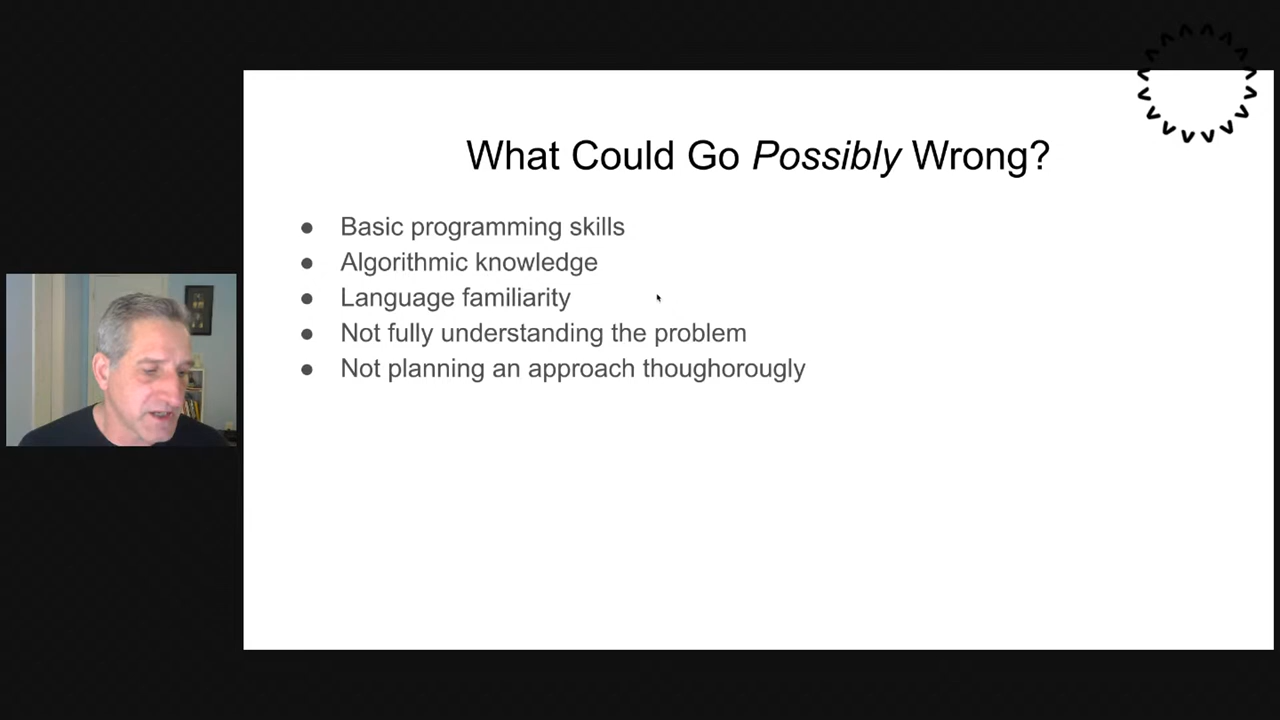 What Could Go Possibly Wrong?
Basic programming skills
Algorithmic knowledge
Language familiarity
Not fully understanding the problem
Not planning an approach thoughorougly